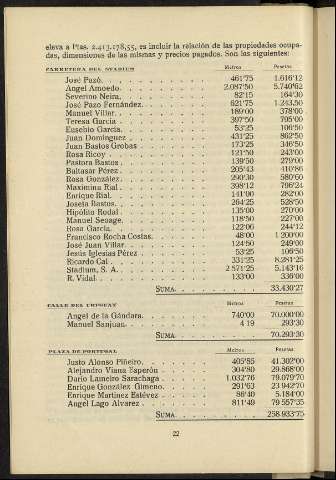 eleva a Ptas. 2.413.178,55, es incluir la relación de las propiedades ocupa-
das, dimensiones de las mismas y precios pagados. Son las siguientes:
CARRETERA DEL STADIUM Metros Pesetas
José Pazó. 461'75 1.616'12
Angel Amoedo. 2.087'50 5.740'62
Severino Neira. 82'15 164'30
José Pazo Fernández. 621'75 1.243,50
Manuel Villar. 189'00 378'00
Teresa García 397'50 795'00
Eusebio García. 53'25 106'50
Juan Domínguez 431'25 862'50
Juan Bastos Grobas 173'25 346'50
Rosa Ricoy 121'50 243'00
Pastora Bastos 139'50 279'00
Baltasar Pérez. 205'43 410'86
Rosa González. 290'30 580'60
Maximina Rial 398'12 796'24
Enrique Rial. 141'00 282'00
Josefa Bastos. 264'25 528'50
Hipólito Rodal 135'00 270'00
Manuel Seoage. 118'50 227'00
Rosa García. 122'06 244'12
Francisco Rocha Costas. 48'00 1.200'00
José Juan Villar. 124'50 249'00
Jesús Iglesias Pérez 53'25 106'50
Ricardo Gal 331'25 8.281'25
Stadium, S. A. 2 571'25 5.143'16
R. Vidal. 133'00 336'00
SUMA. 33.430'27
CALLE DEL URUGUAY Metros Pesetas
Angel de la Gándara. 740'00 70.000'00
Manuel Sanjuan. 4 19 293'30
SUMA. 70.293'30
PLAZA DE PORTUGAL Metros Pesetas
Justo Alonso Piñeiro. 405'85 41.302'00
Alejandro Viana Esperón 304'80 29.868'00
Darío Lameiro Sarachaga 1.032'76 79.079'70
Enrique González Gimeno. 291'63 23 942'70
Enrique Martínez Estévez 86'40 5.184'00
Angel Lago Alvarez 811'49 79 557'35
SUMA 258.933'75
22